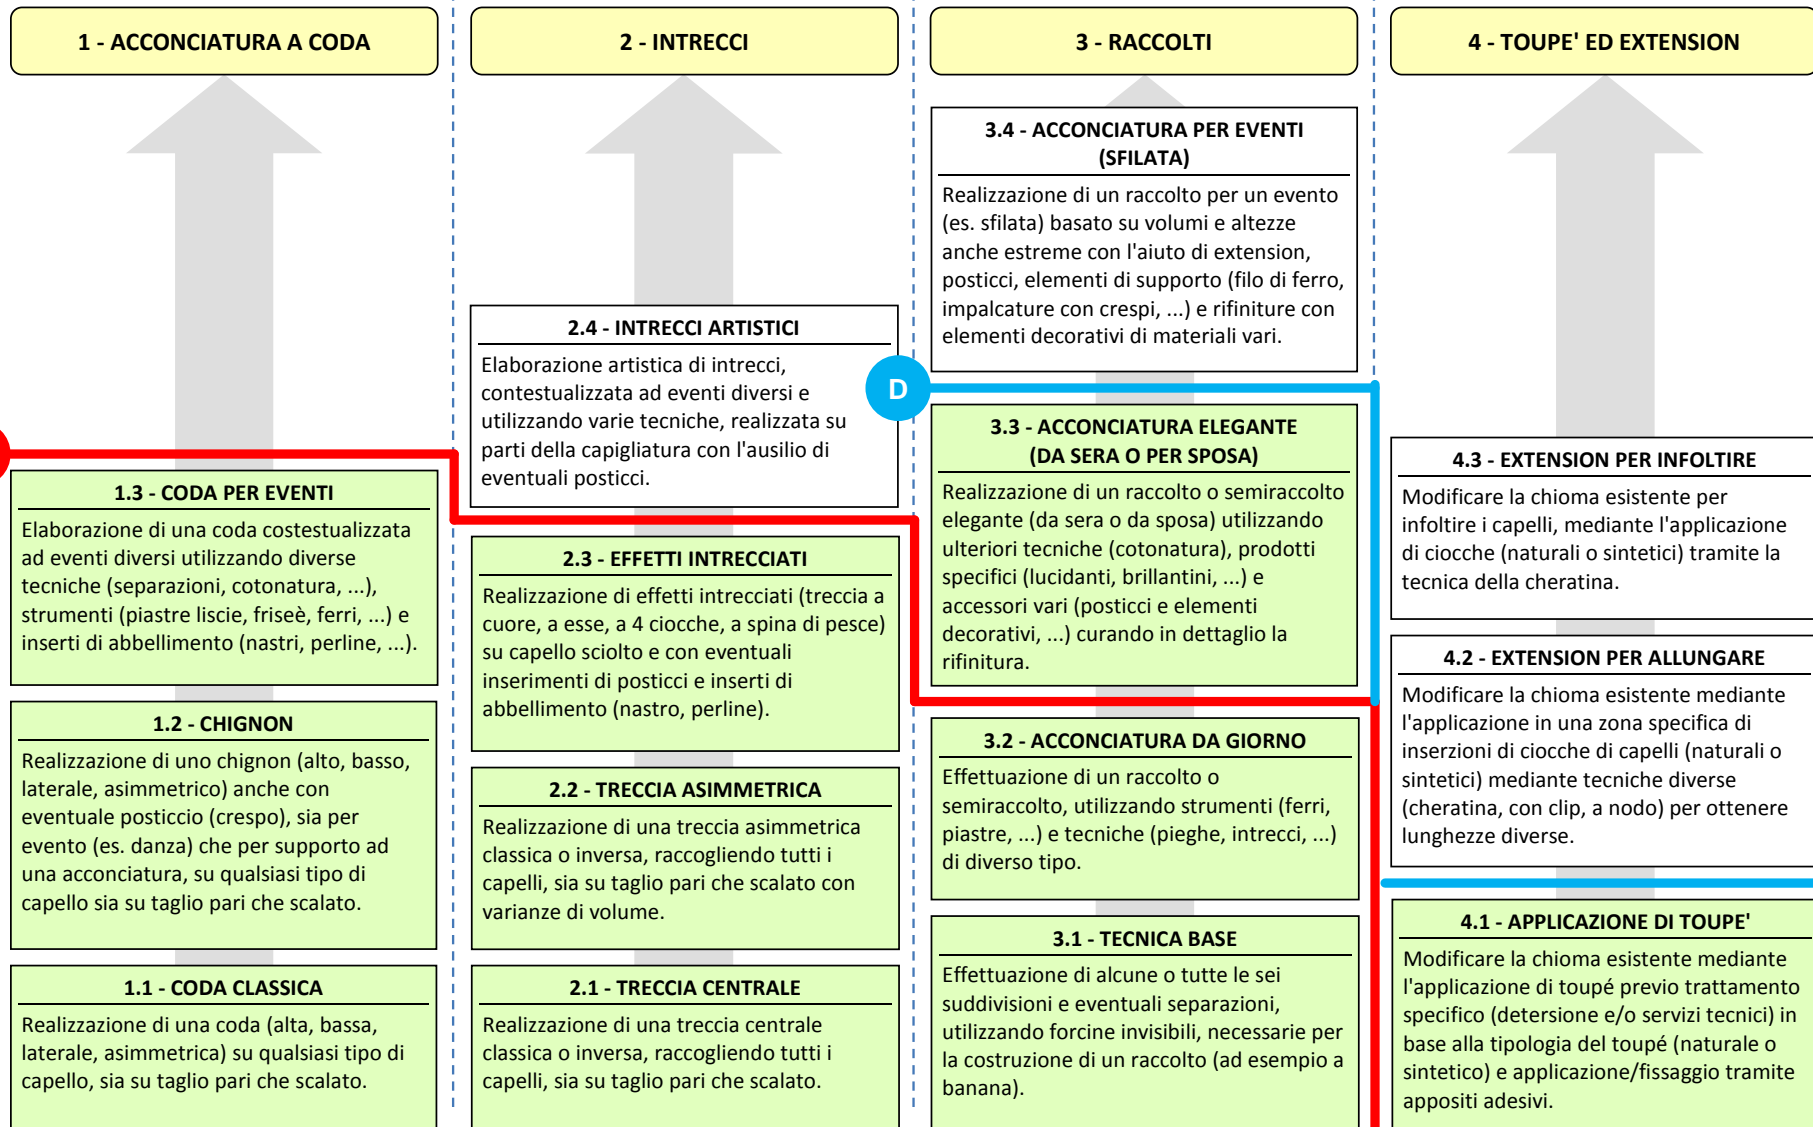 1 - ACCONCIATURA A CODA
1.3 - CODA PER EVENTI
Elaborazione di una coda costestualizzata
ad eventi diversi utilizzando diverse
tecniche (separazioni, cotonatura, ...),
strumenti (piastre liscie, friseè, ferri, ...) e
inserti di abbellimento (nastri, perline, ...).
1.2 - CHIGNON
Realizzazione di uno chignon (alto, basso,
laterale, asimmetrico) anche con
eventuale posticcio (crespo), sia per
evento (es. danza) che per supporto ad
una acconciatura, su qualsiasi tipo di
capello sia su taglio pari che scalato.
1.1 - CODA CLASSICA
Realizzazione di una coda (alta, bassa,
laterale, asimmetrica) su qualsiasi tipo di
capello, sia su taglio pari che scalato.
2 - INTRECCI
2.4 - INTRECCI ARTISTICI
Elaborazione artistica di intrecci,
contestualizzata ad eventi diversi e
utilizzando varie tecniche, realizzata su
parti della capigliatura con l'ausilio di
eventuali posticci.
2.3 - EFFETTI INTRECCIATI
Realizzazione di effetti intrecciati (treccia a
cuore, a esse, a 4 ciocche, a spina di pesce)
su capello sciolto e con eventuali
inserimenti di posticci e inserti di
abbellimento (nastro, perline).
2.2 - TRECCIA ASIMMETRICA
Realizzazione di una treccia asimmetrica
classica o inversa, raccogliendo tutti i
capelli, sia su taglio pari che scalato con
varianze di volume.
2.1 - TRECCIA CENTRALE
Realizzazione di una treccia centrale
classica o inversa, raccogliendo tutti i
capelli, sia su taglio pari che scalato.
3 - RACCOLTI
3.4 - ACCONCIATURA PER EVENTI
(SFILATA)
Realizzazione di un raccolto per un evento
(es. sfilata) basato su volumi e altezze
anche estreme con l'aiuto di extension,
posticci, elementi di supporto (filo di ferro,
impalcature con crespi, ...) e rifiniture con
elementi decorativi di materiali vari.
D
3.3 - ACCONCIATURA ELEGANTE
(DA SERA O PER SPOSA)
Realizzazione di un raccolto o semiraccolto
elegante (da sera o da sposa) utilizzando
ulteriori tecniche (cotonatura), prodotti
specifici (lucidanti, brillantini, ...) e
accessori vari (posticci e elementi
decorativi, ...) curando in dettaglio la
rifinitura.
3.2 - ACCONCIATURA DA GIORNO
Effettuazione di un raccolto o
semiraccolto, utilizzando strumenti (ferri,
piastre, ...) e tecniche (pieghe, intrecci, ...)
di diverso tipo.
3.1 - TECNICA BASE
Effettuazione di alcune o tutte le sei
suddivisioni e eventuali separazioni,
utilizzando forcine invisibili, necessarie per
la costruzione di un raccolto (ad esempio a
banana).
4 - TOUPE' ED EXTENSION
4.3 - EXTENSION PER INFOLTIRE
Modificare la chioma esistente per
infoltire i capelli, mediante l'applicazione
di ciocche (naturali o sintetici) tramite la
tecnica della cheratina.
4.2 - EXTENSION PER ALLUNGARE
Modificare la chioma esistente mediante
l'applicazione in una zona specifica di
inserzioni di ciocche di capelli (naturali o
sintetici) mediante tecniche diverse
(cheratina, con clip, a nodo) per ottenere
lunghezze diverse.
4.1 - APPLICAZIONE DI TOUPE'
Modificare la chioma esistente mediante
l'applicazione di toupé previo trattamento
specifico (detersione e/o servizi tecnici) in
base alla tipologia del toupé (naturale o
sintetico) e applicazione/fissaggio tramite
appositi adesivi.